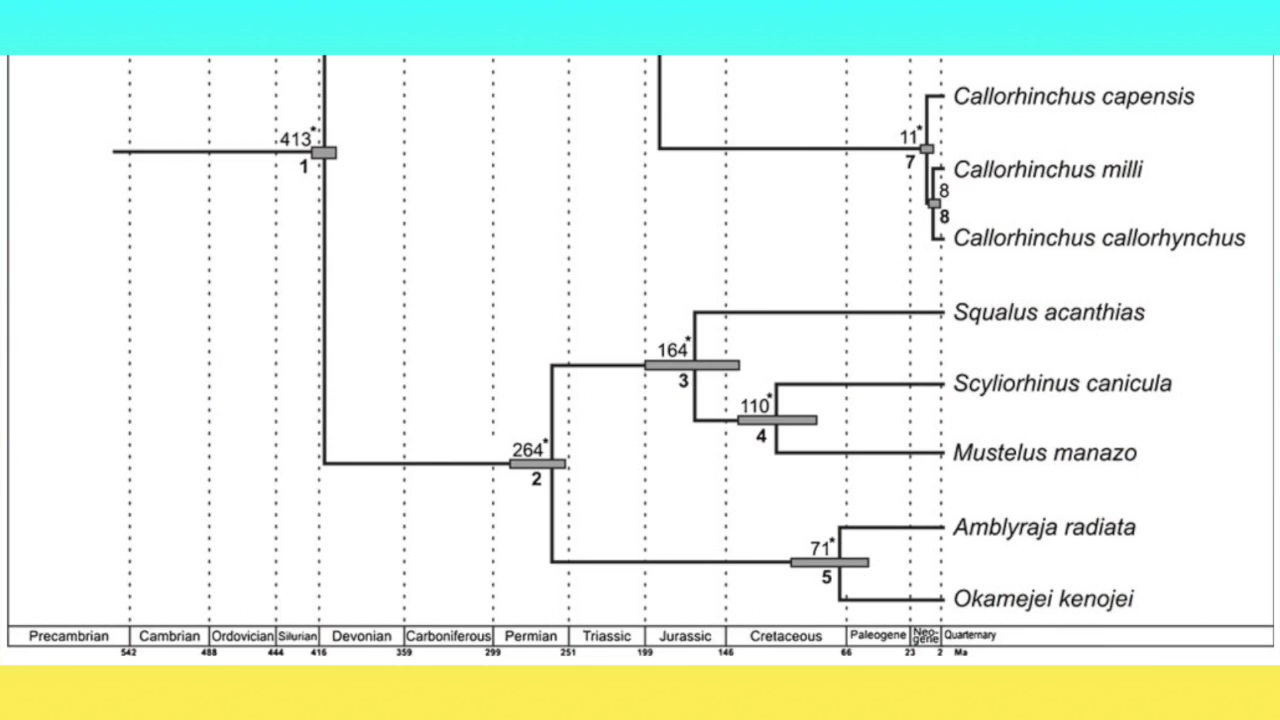 Callorhinchus capensis
11*
7
413*
1
Callorhinchus milli
8
8
Callorhinchus callorhynchus
Squalus acanthias
164*
3
Scyliorhinus canicula
110*
4
264*
2
Mustelus manazo
Amblyraja radiata
71*
5
Okamejei kenojei
Precambrian Cambrian Ordovician Silurian Devonian Carboniferous Permian Triassic Jurassic Cretaceous Paleogene Neo-gene Quarternary
542 488 444 416 359 299 251 199 146 66 23 2 Ma